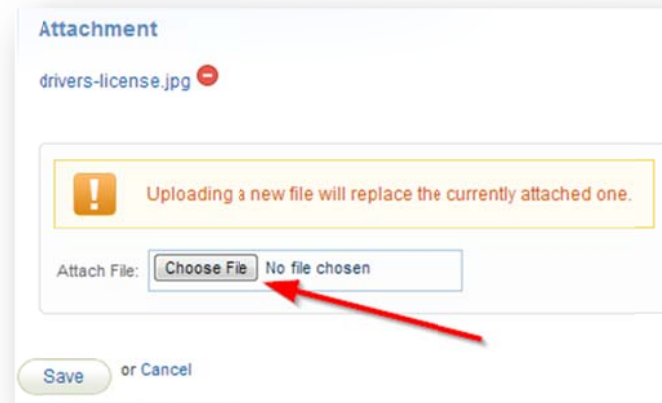 Attachment
drivers-license.jpg
Uploading a new file will replace the currently attached one.
Attach File: Choose File No file chosen
Save or Cancel